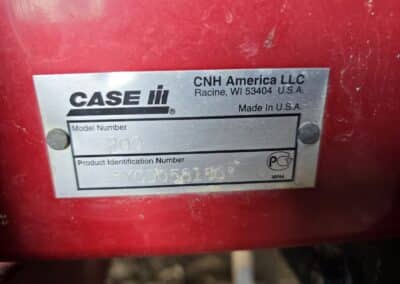 CNH America LLC
Racine, WI 53404 U.S.A.
CASE IH
Made in U.S.A.
Model Number
Product Identification Number